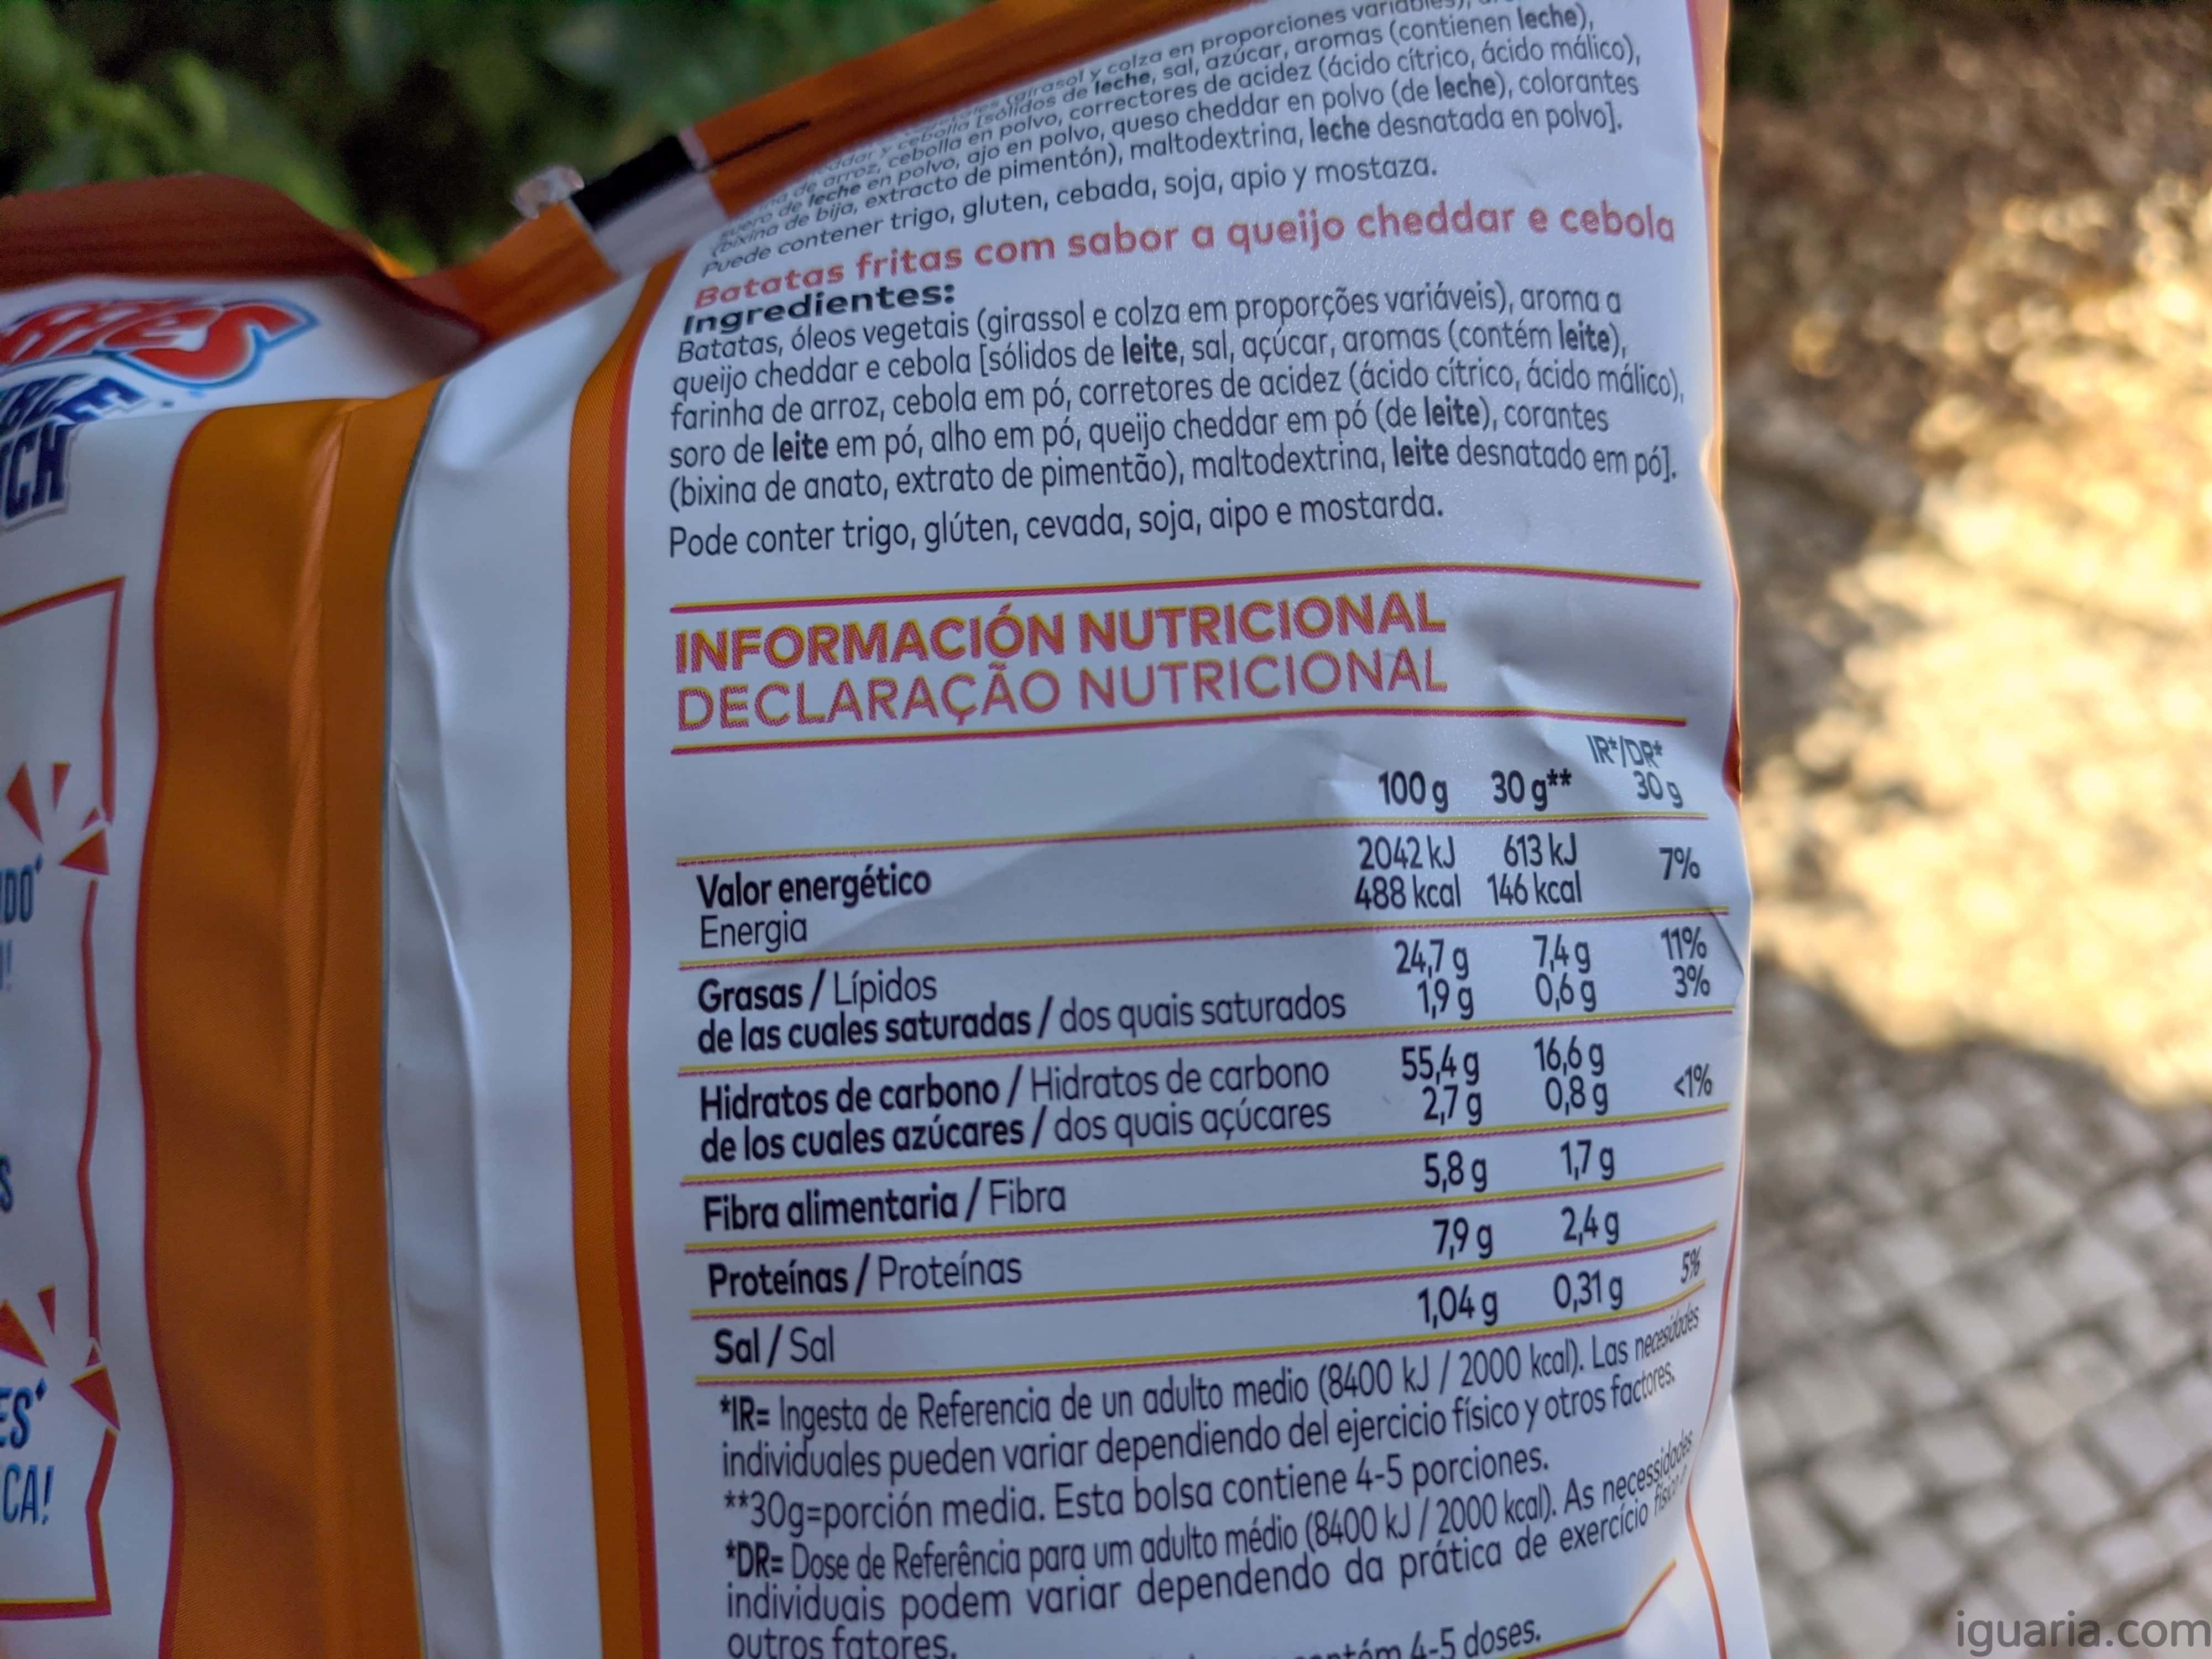 colza en proporciones
[sólidos de leche, sal, azúcar, aromas (contienen leche),
de arroz, cebolla en polvo, correctores de acidez (ácido cítrico, ácido málico),
suero de leche en polvo, ajo en polvo, queso cheddar en polvo (de leche), colorantes
(bixina de bija, extracto de pimentón), maltodextrina, leche desnatada en polvo].
Puede contener trigo, gluten, cebada, soja, apio y mostaza.
Batatas fritas com sabor a queijo cheddar e cebola
Ingredientes:
Batatas, óleos vegetais (girassol e colza em proporções variáveis), aroma a
queijo cheddar e cebola [sólidos de leite, sal, açúcar, aromas (contém leite),
farinha de arroz, cebola em pó, corretores de acidez (ácido cítrico, ácido málico),
soro de leite em pó, alho em pó, queijo cheddar em pó (de leite), corantes
(bixina de anato, extrato de pimentão), maltodextrina, leite desnatado em pó].
Pode conter trigo, glúten, cevada, soja, aipo e mostarda.
INFORMACIÓN NUTRICIONAL
DECLARAÇÃO NUTRICIONAL
IR*/DR*
100 g 30 g** 30 g
Valor energético 2042 kJ 613 kJ 7%
Energia 488 kcal 146 kcal
Grasas / Lípidos 24,7 g 7,4 g 11%
de las cuales saturadas / dos quais saturados 1,9 g 0,6 g 3%
Hidratos de carbono / Hidratos de carbono 55,4 g 16,6 g
de los cuales azúcares / dos quais açúcares 2,7 g 0,8 g <1%
Fibra alimentaria / Fibra 5,8 g 1,7 g
Proteínas / Proteínas 7,9 g 2,4 g
Sal / Sal 1,04 g 0,31 g 5%
*IR= Ingesta de Referencia de un adulto medio (8400 kJ / 2000 kcal). Las necesidades
individuales pueden variar dependiendo del ejercicio físico y otros factores.
**30g=porción media. Esta bolsa contiene 4-5 porciones.
*DR= Dose de Referência para um adulto médio (8400 kJ / 2000 kcal). As necessidades
individuais podem variar dependendo da prática de exercício
outros fatores.
4-5 doses.
CA!
iguaria.com